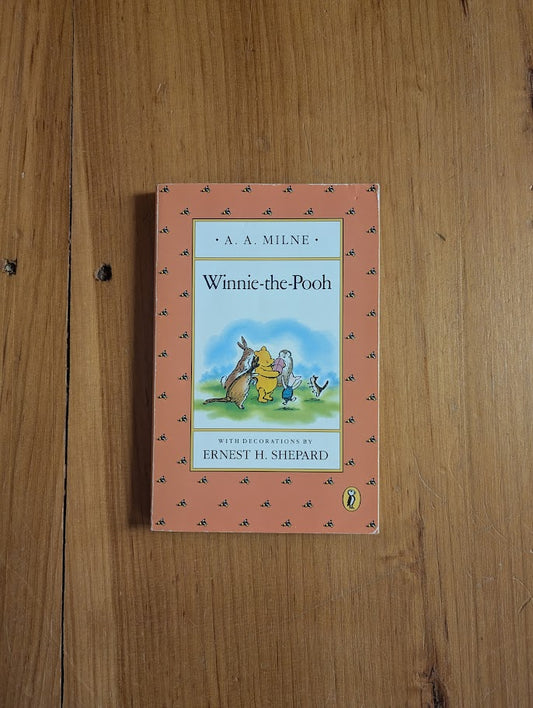 · A. A. MILNE ·
Winnie-the-Pooh
WITH DECORATIONS BY
ERNEST H. SHEPARD